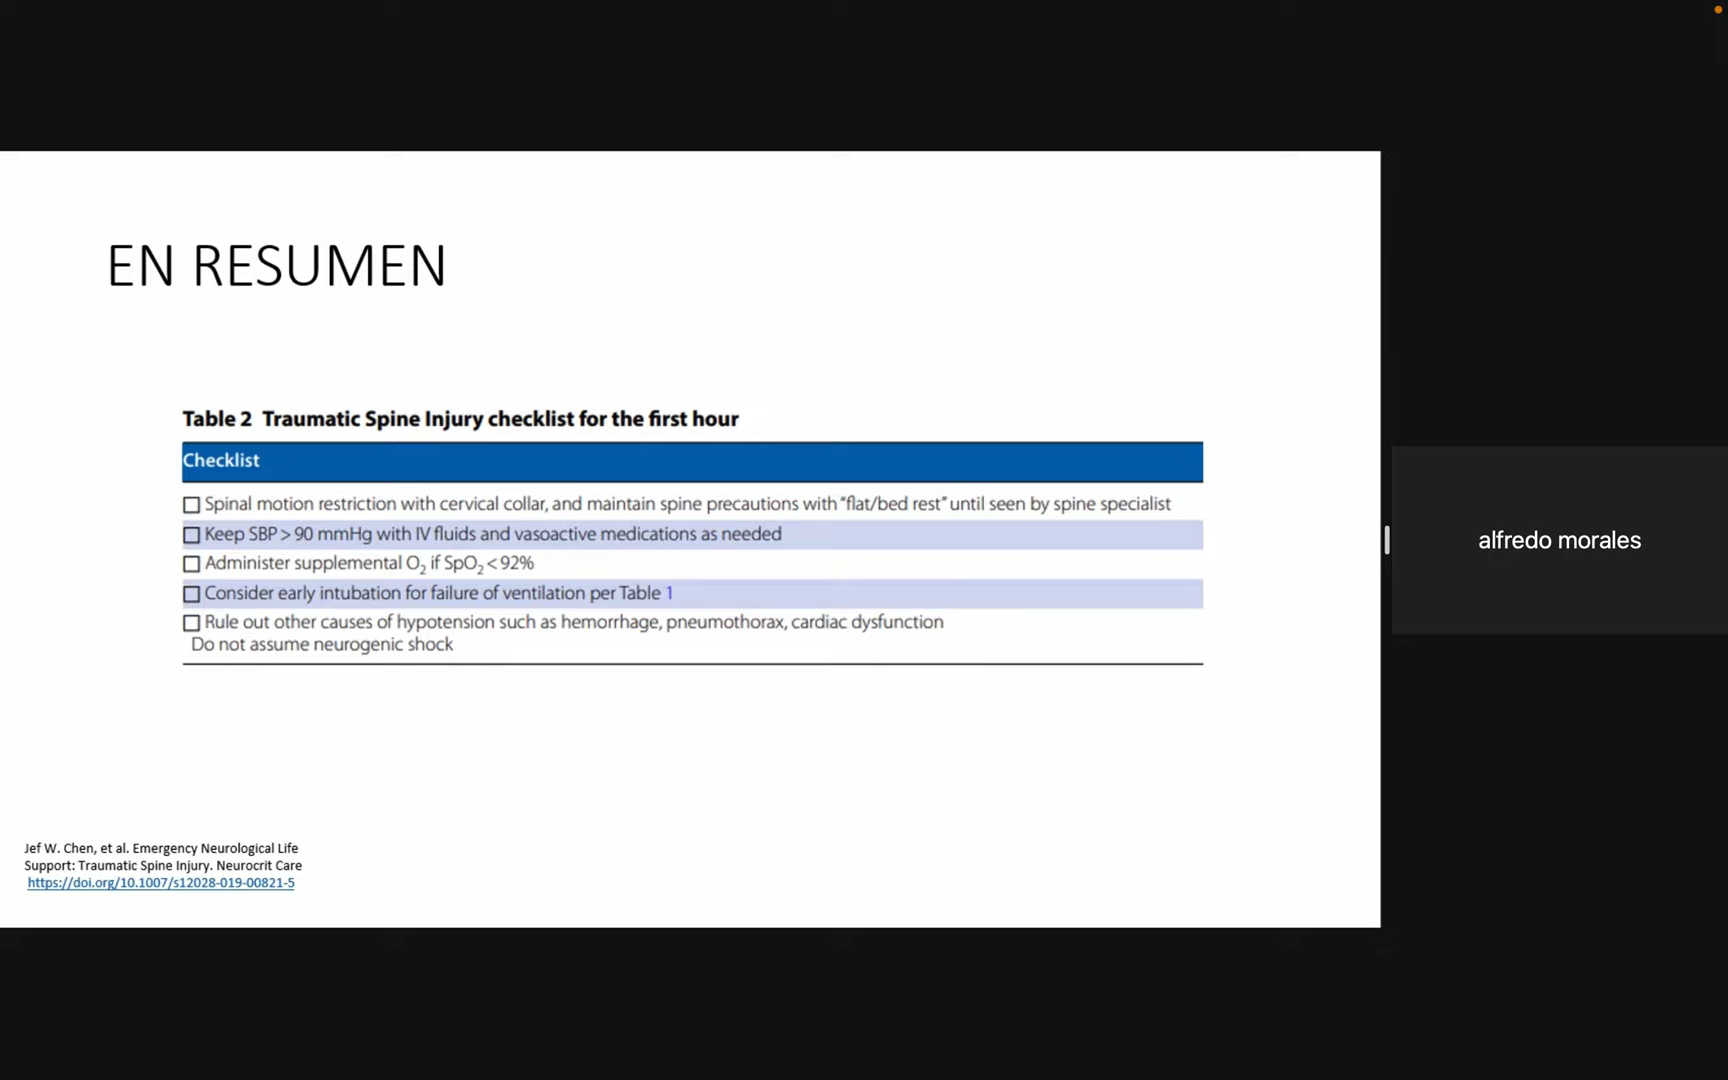 EN RESUMEN
Table 2 Traumatic Spine Injury checklist for the first hour
Checklist
Spinal motion restriction with cervical collar, and maintain spine precautions with “flat/bed rest” until seen by spine specialist
Keep SBP > 90 mmHg with IV fluids and vasoactive medications as needed
Administer supplemental O2 if SpO2 < 92%
Consider early intubation for failure of ventilation per Table 1
Rule out other causes of hypotension such as hemorrhage, pneumothorax, cardiac dysfunction
Do not assume neurogenic shock
Jef W. Chen, et al. Emergency Neurological Life
Support: Traumatic Spine Injury. Neurocrit Care
https://doi.org/10.1007/s12028-019-00821-5
alfredo morales